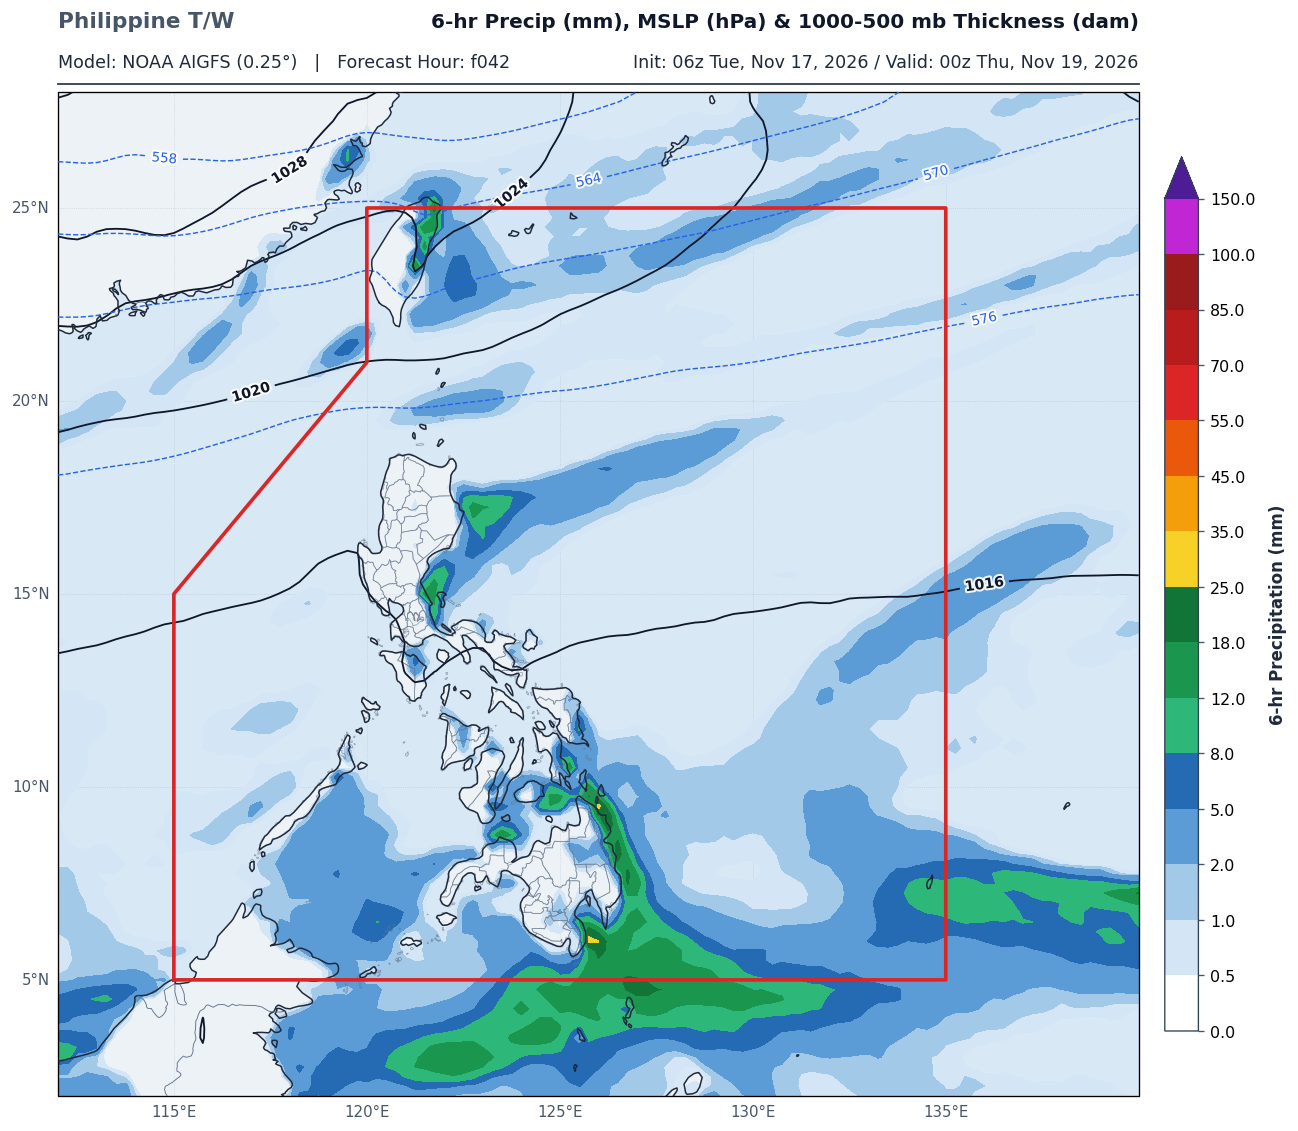 Philippine T/W
6-hr Precip (mm), MSLP (hPa) & 1000-500 mb Thickness (dam)
Model: NOAA AIGFS (0.25°) | Forecast Hour: f042
Init: 06z Tue, Nov 17, 2026 / Valid: 00z Thu, Nov 19, 2026
558
1028
1024
564
570
576
1020
1016
25°N
20°N
15°N
10°N
5°N
115°E
120°E
125°E
130°E
135°E
150.0
100.0
85.0
70.0
55.0
45.0
35.0
25.0
18.0
12.0
8.0
5.0
2.0
1.0
0.5
0.0
6-hr Precipitation (mm)